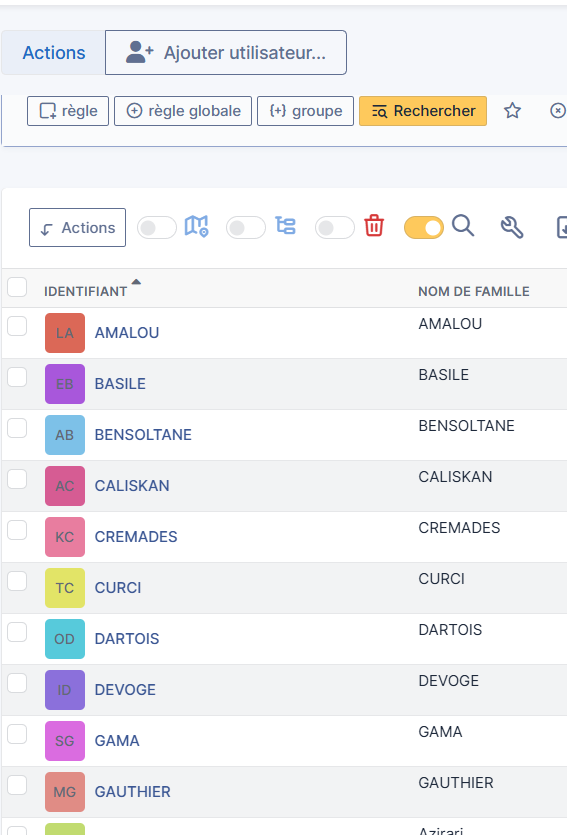 Actions Ajouter utilisateur...
règle règle globale {+} groupe Rechercher
Actions
IDENTIFIANT NOM DE FAMILLE
LA AMALOU AMALOU
EB BASILE BASILE
AB BENSOLTANE BENSOLTANE
AC CALISKAN CALISKAN
KC CREMADES CREMADES
TC CURCI CURCI
OD DARTOIS DARTOIS
ID DEVOGE DEVOGE
SG GAMA GAMA
MG GAUTHIER GAUTHIER
Azirari